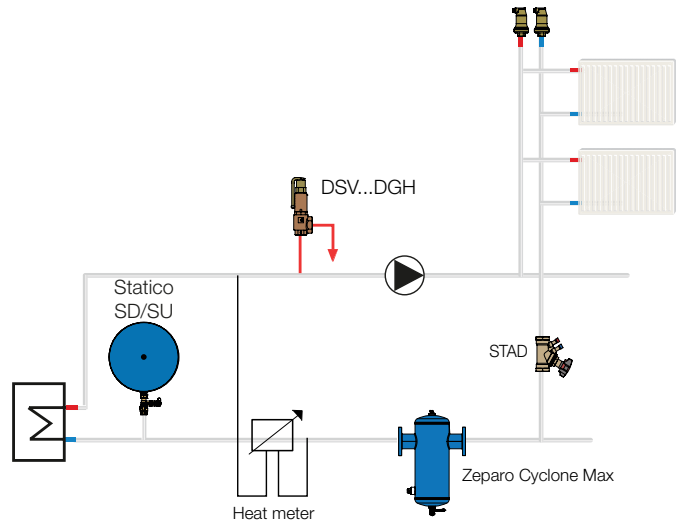 DSV...DGH
Statico
SD/SU
STAD
Zeparo Cyclone Max
Heat meter